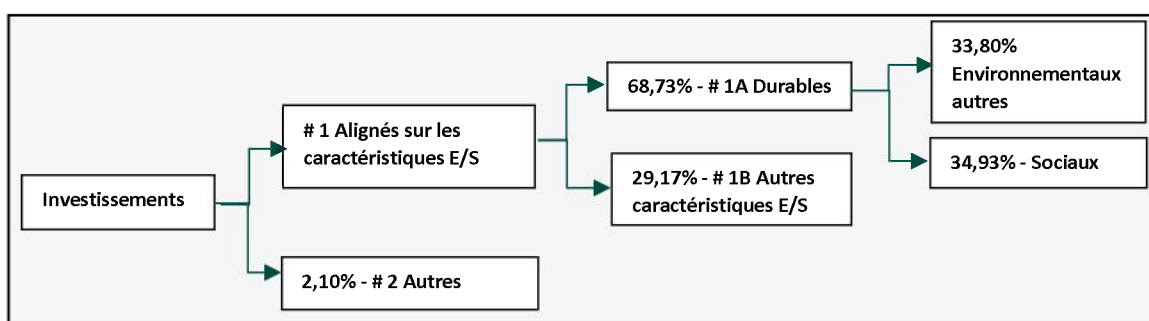 33,80%
Environnementaux
autres
68,73% - # 1A Durables
# 1 Alignés sur les
caractéristiques E/S
34,93% - Sociaux
29,17% - # 1B Autres
caractéristiques E/S
Investissements
2,10% - # 2 Autres